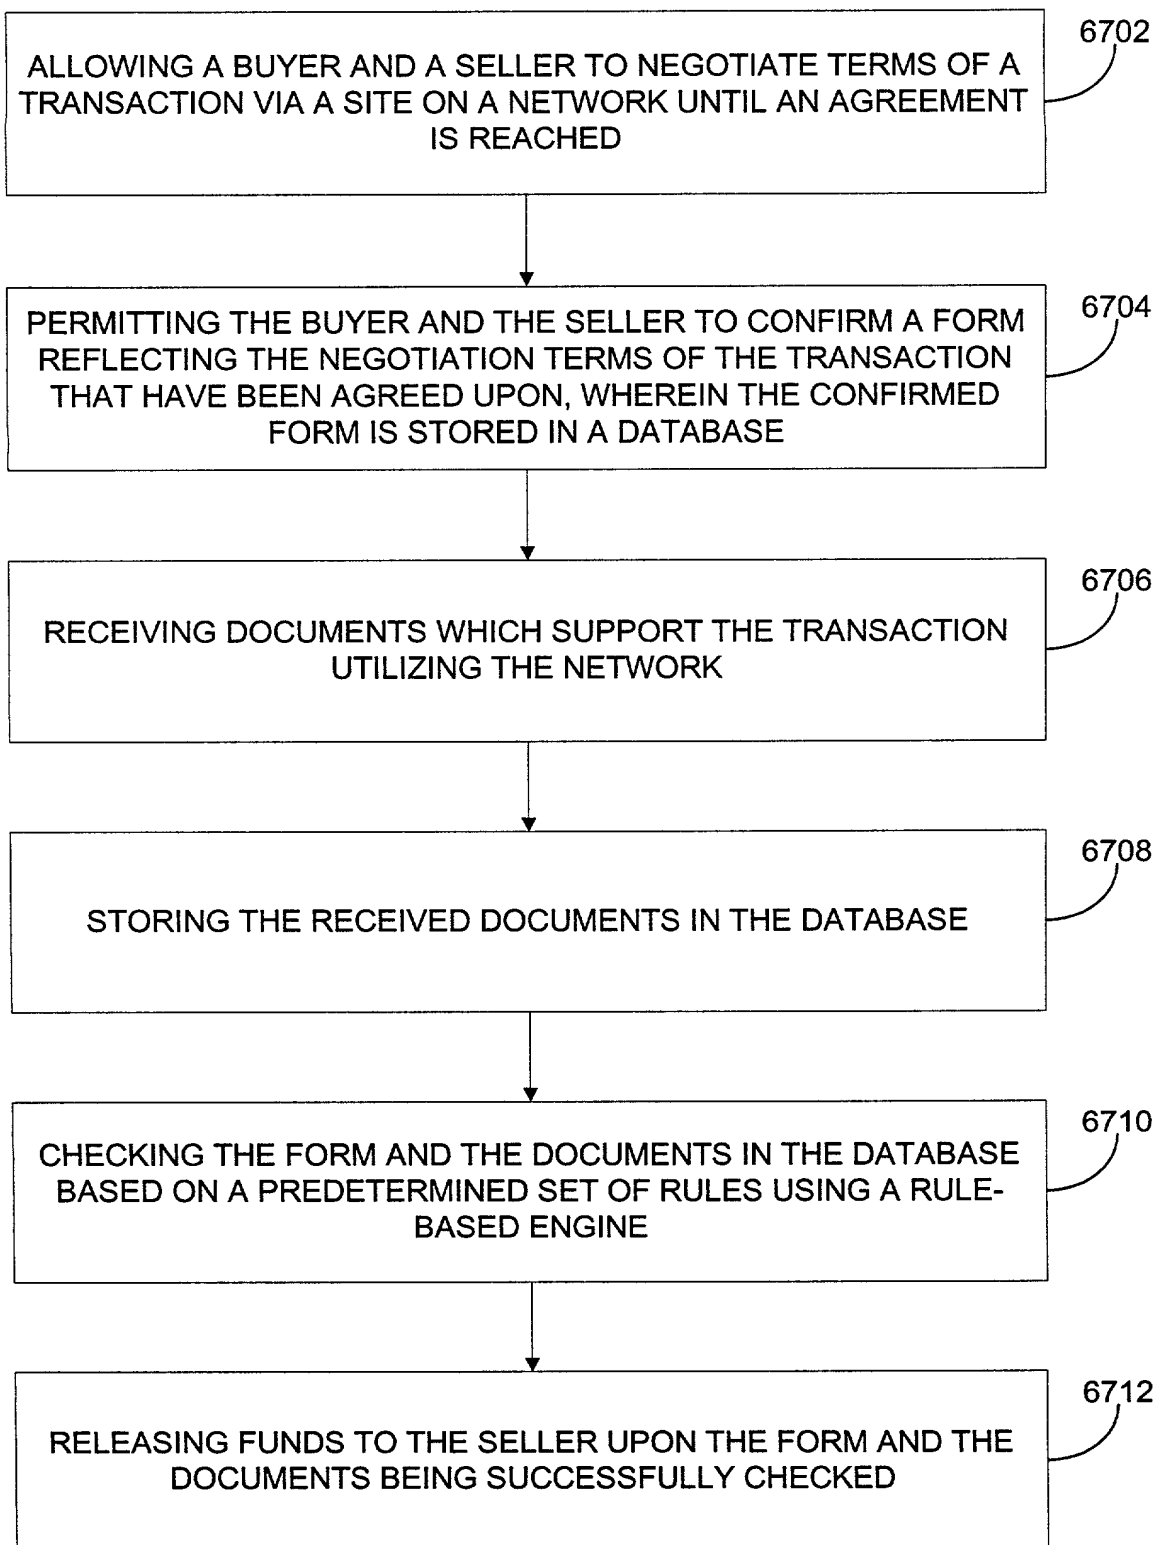 6702
ALLOWING A BUYER AND A SELLER TO NEGOTIATE TERMS OF A
TRANSACTION VIA A SITE ON A NETWORK UNTIL AN AGREEMENT
IS REACHED
6704
PERMITTING THE BUYER AND THE SELLER TO CONFIRM A FORM
REFLECTING THE NEGOTIATION TERMS OF THE TRANSACTION
THAT HAVE BEEN AGREED UPON, WHEREIN THE CONFIRMED
FORM IS STORED IN A DATABASE
6706
RECEIVING DOCUMENTS WHICH SUPPORT THE TRANSACTION
UTILIZING THE NETWORK
6708
STORING THE RECEIVED DOCUMENTS IN THE DATABASE
6710
CHECKING THE FORM AND THE DOCUMENTS IN THE DATABASE
BASED ON A PREDETERMINED SET OF RULES USING A RULE-
BASED ENGINE
6712
RELEASING FUNDS TO THE SELLER UPON THE FORM AND THE
DOCUMENTS BEING SUCCESSFULLY CHECKED